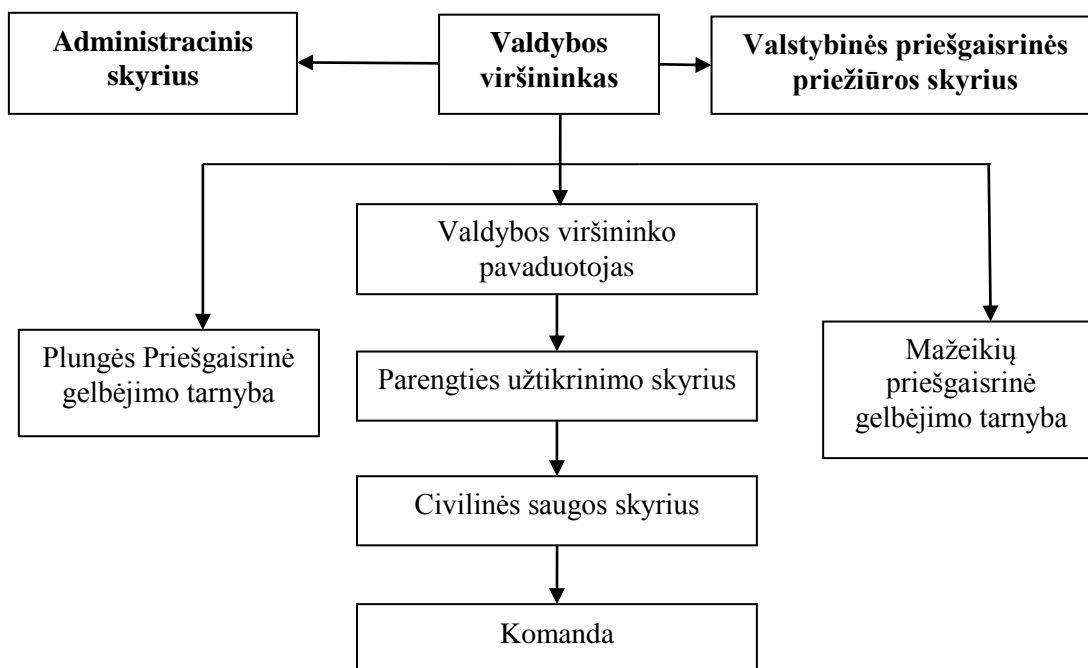 Administracinis
skyrius
Valdybos
viršininkas
Valstybinės priešgaisrinės
priežiūros skyrius
Valdybos viršininko
pavaduotojas
Plungės Priešgaisrinė
gelbėjimo tarnyba
Parengties užtikrinimo skyrius
Mažeikių
priešgaisrinė
gelbėjimo tarnyba
Civilinės saugos skyrius
Komanda